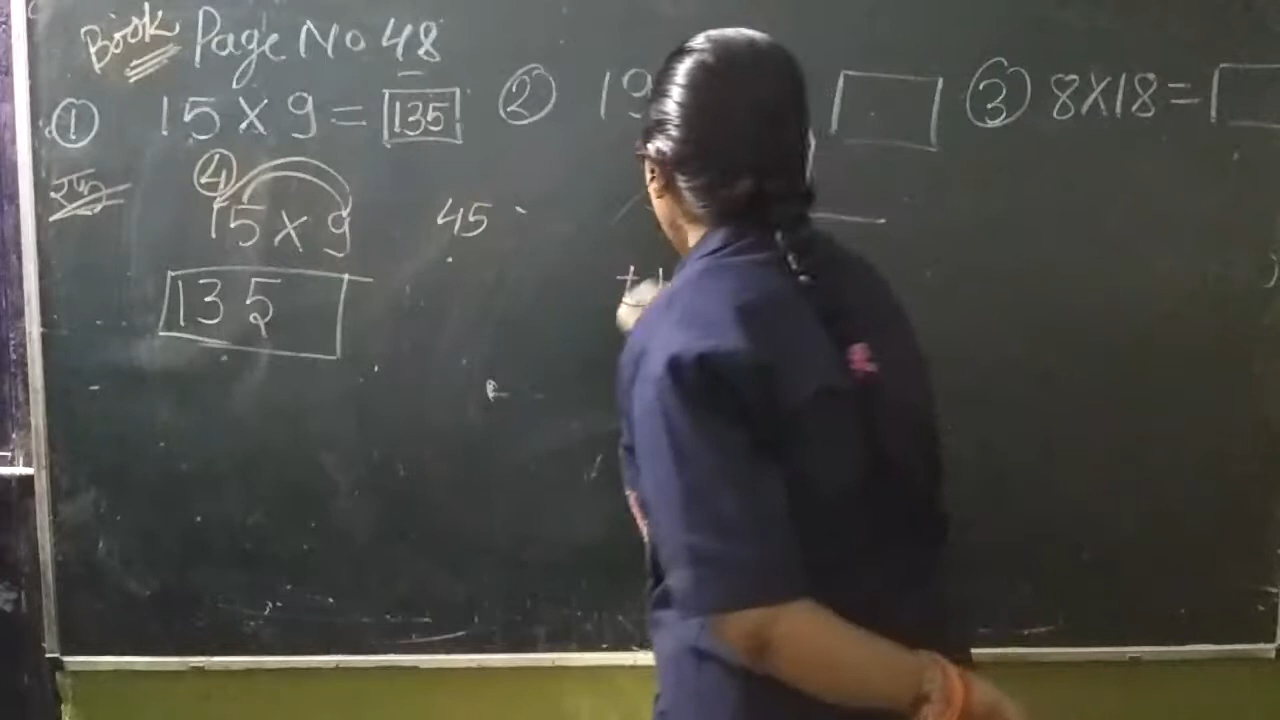 Book Page No 48
① 15 X 9 = 135 ② 19 ③ 8X18 =
④
15 X 9 45
135